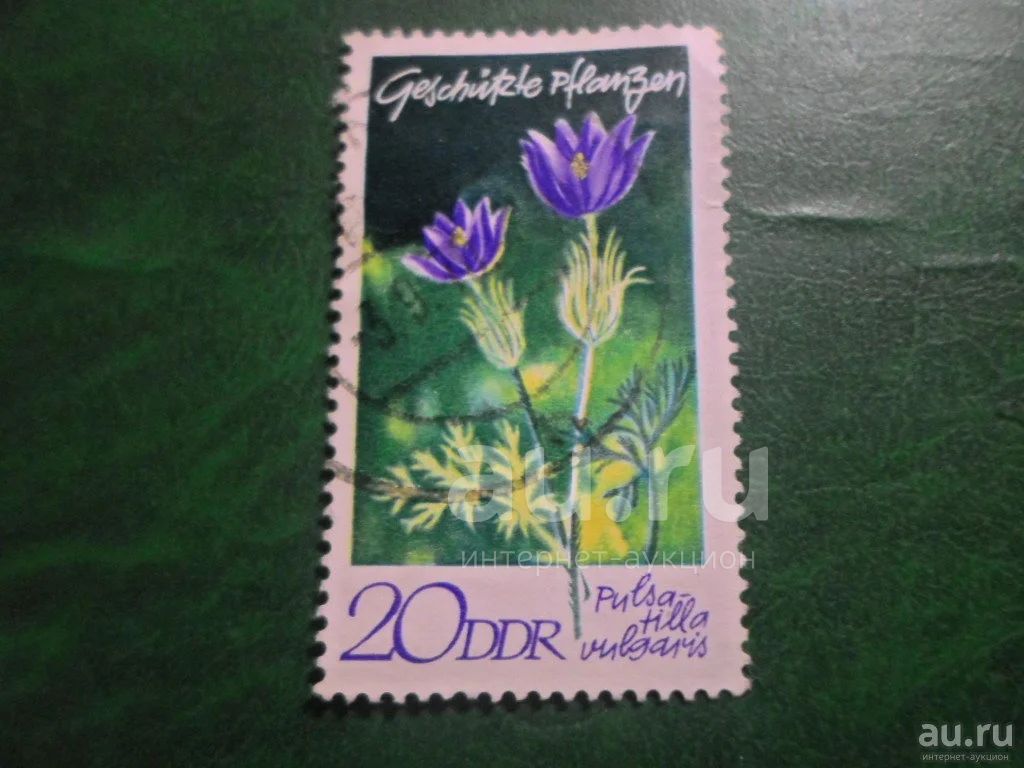 Geschützte Pflanzen
20 DDR
Pulsa-
tilla
vulgaris
au.ru
интернет-аукцион
au.ru
интернет-аукцион